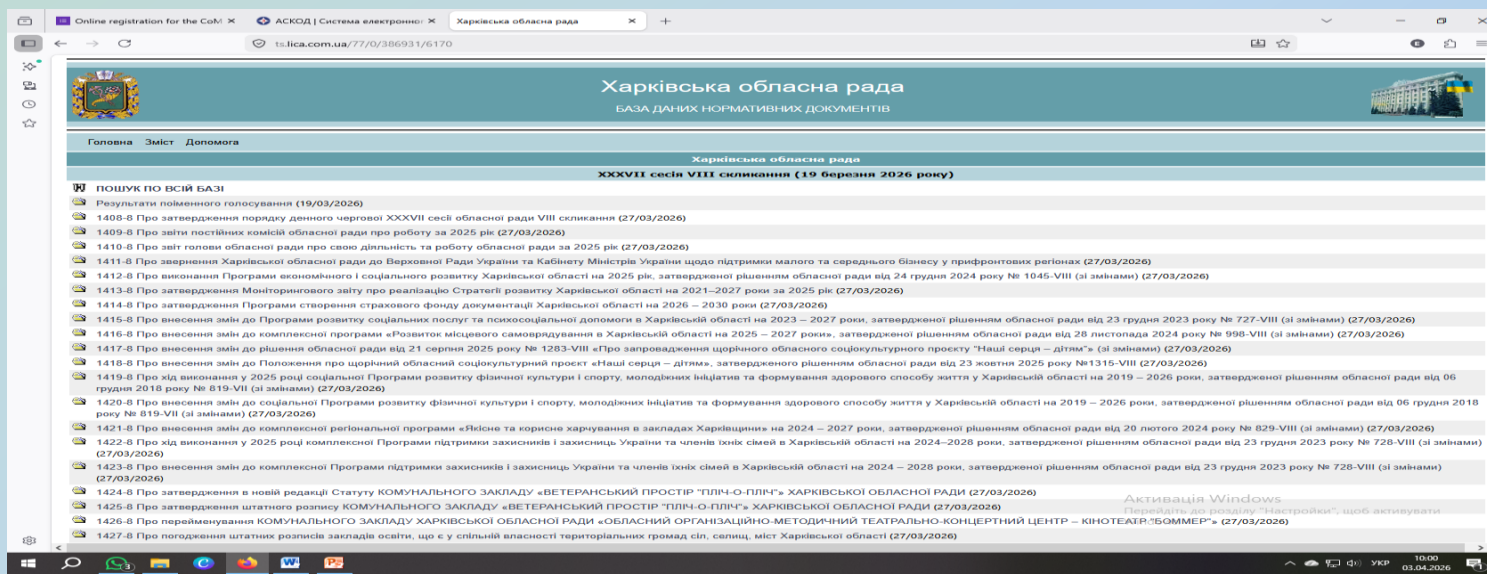 Online registration for the CoM
АСКОД | Система електронног
Харківська обласна рада
ts.lica.com.ua/77/0/386931/6170
Харківська обласна рада
БАЗА ДАНИХ НОРМАТИВНИХ ДОКУМЕНТІВ
Головна Зміст Допомога
Харківська обласна рада
XXXVII сесія VIII скликання (19 березня 2026 року)
ПОШУК ПО ВСІЙ БАЗІ
Результати поіменного голосування (19/03/2026)
1408-8 Про затвердження порядку денного чергової XXXVII сесії обласної ради VIII скликання (27/03/2026)
1409-8 Про звіти постійних комісій обласної ради про роботу за 2025 рік (27/03/2026)
1410-8 Про звіт голови обласної ради про свою діяльність та роботу обласної ради за 2025 рік (27/03/2026)
1411-8 Про звернення Харківської обласної ради до Верховної Ради України та Кабінету Міністрів України щодо підтримки малого та середнього бізнесу у прифронтових регіонах (27/03/2026)
1412-8 Про виконання Програми економічного і соціального розвитку Харківської області на 2025 рік, затвердженої рішенням обласної ради від 24 грудня 2024 року № 1045-VIII (зі змінами) (27/03/2026)
1413-8 Про затвердження Моніторингового звіту про реалізацію Стратегії розвитку Харківської області на 2021–2027 роки за 2025 рік (27/03/2026)
1414-8 Про затвердження Програми створення страхового фонду документації Харківської області на 2026 – 2030 роки (27/03/2026)
1415-8 Про внесення змін до Програми розвитку соціальних послуг та психосоціальної допомоги в Харківській області на 2023 – 2027 роки, затвердженої рішенням обласної ради від 23 грудня 2023 року № 727-VIII (зі змінами) (27/03/2026)
1416-8 Про внесення змін до комплексної програми «Розвиток місцевого самоврядування в Харківській області на 2025 – 2027 роки», затвердженої рішенням обласної ради від 28 листопада 2024 року № 998-VIII (зі змінами) (27/03/2026)
1417-8 Про внесення змін до рішення обласної ради від 21 серпня 2025 року № 1283-VIII «Про запровадження щорічного обласного соціокультурного проєкту "Наші серця – дітям"» (зі змінами) (27/03/2026)
1418-8 Про внесення змін до Положення про щорічний обласний соціокультурний проєкт «Наші серця – дітям», затвердженого рішенням обласної ради від 23 жовтня 2025 року №1315-VIII (27/03/2026)
1419-8 Про хід виконання у 2025 році соціальної Програми розвитку фізичної культури і спорту, молодіжних ініціатив та формування здорового способу життя у Харківській області на 2019 – 2026 роки, затвердженої рішенням обласної ради від 06
грудня 2018 року № 819-VII (зі змінами) (27/03/2026)
1420-8 Про внесення змін до соціальної Програми розвитку фізичної культури і спорту, молодіжних ініціатив та формування здорового способу життя у Харківській області на 2019 – 2026 роки, затвердженої рішенням обласної ради від 06 грудня 2018
року № 819-VII (зі змінами) (27/03/2026)
1421-8 Про внесення змін до комплексної регіональної програми «Якісне та корисне харчування в закладах Харківщини» на 2024 – 2027 роки, затвердженої рішенням обласної ради від 20 лютого 2024 року № 829-VIII (зі змінами) (27/03/2026)
1422-8 Про хід виконання у 2025 році комплексної Програми підтримки захисників і захисниць України та членів їхніх сімей в Харківській області на 2024–2028 роки, затвердженої рішенням обласної ради від 23 грудня 2023 року № 728-VIII (зі змінами)
(27/03/2026)
1423-8 Про внесення змін до комплексної Програми підтримки захисників і захисниць України та членів їхніх сімей в Харківській області на 2024 – 2028 роки, затвердженої рішенням обласної ради від 23 грудня 2023 року № 728-VIII (зі змінами)
(27/03/2026)
1424-8 Про затвердження в новій редакції Статуту КОМУНАЛЬНОГО ЗАКЛАДУ «ВЕТЕРАНСЬКИЙ ПРОСТІР "ПЛІЧ-О-ПЛІЧ"» ХАРКІВСЬКОЇ ОБЛАСНОЇ РАДИ (27/03/2026)
1425-8 Про затвердження штатного розпису КОМУНАЛЬНОГО ЗАКЛАДУ «ВЕТЕРАНСЬКИЙ ПРОСТІР "ПЛІЧ-О-ПЛІЧ"» ХАРКІВСЬКОЇ ОБЛАСНОЇ РАДИ (27/03/2026)
1426-8 Про перейменування КОМУНАЛЬНОГО ЗАКЛАДУ ХАРКІВСЬКОЇ ОБЛАСНОЇ РАДИ «ОБЛАСНИЙ ОРГАНІЗАЦІЙНО-МЕТОДИЧНИЙ ТЕАТРАЛЬНО-КОНЦЕРТНИЙ ЦЕНТР – КІНОТЕАТР "БОММЕР"» (27/03/2026)
1427-8 Про погодження штатних розписів закладів освіти, що є у спільній власності територіальних громад сіл, селищ, міст Харківської області (27/03/2026)
Активація Windows
Перейдіть до розділу "Настройки", щоб активувати
УКР
10:00
03.04.2026